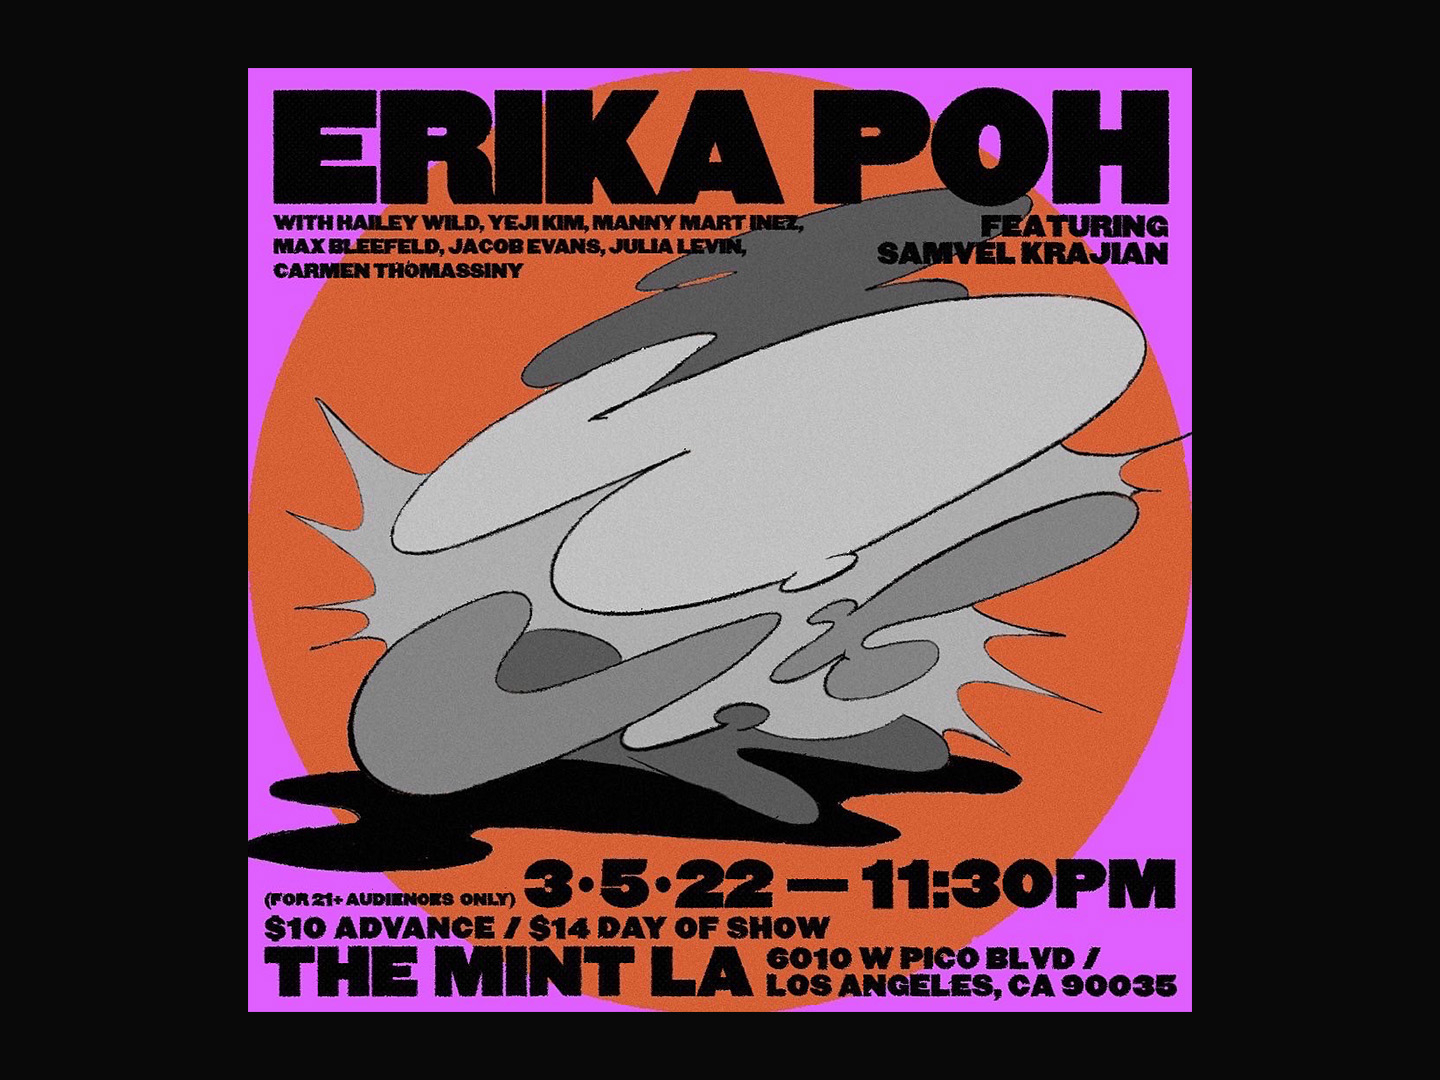 ERIKA POH
WITH HAILEY WILD, YEJI KIM, MANNY MART INEZ,
MAX BLEEFELD, JACOB EVANS, JULIA LEVIN,
CARMEN THOMASSINY
FEATURING
SAMVEL KRAJIAN
(FOR 21+ AUDIENCES ONLY) 3•5•22 — 11:30PM
$10 ADVANCE / $14 DAY OF SHOW
THE MINT LA
6010 W PICO BLVD /
LOS ANGELES, CA 90035